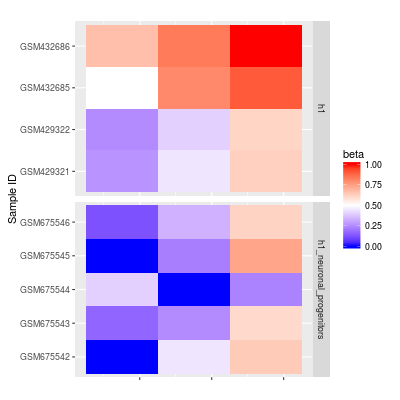 GSM432686
GSM432685
GSM429322
GSM429321
h1
GSM675546
GSM675545
GSM675544
GSM675543
GSM675542
h1_neuronal_progenitors
Sample ID
beta
1.00
0.75
0.50
0.25
0.00